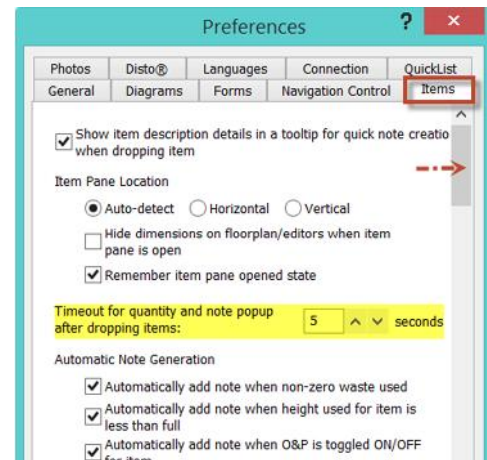 Preferences
?
×
Photos Disto® Languages Connection QuickList
General Diagrams Forms Navigation Control Items
Show item description details in a tooltip for quick note creatio
when dropping item
Item Pane Location
Auto-detect Horizontal Vertical
Hide dimensions on floorplan/editors when item
pane is open
Remember item pane opened state
Timeout for quantity and note popup
after dropping items: 5 seconds
Automatic Note Generation
Automatically add note when non-zero waste used
Automatically add note when height used for item is
less than full
Automatically add note when O&P is toggled ON/OFF
for item